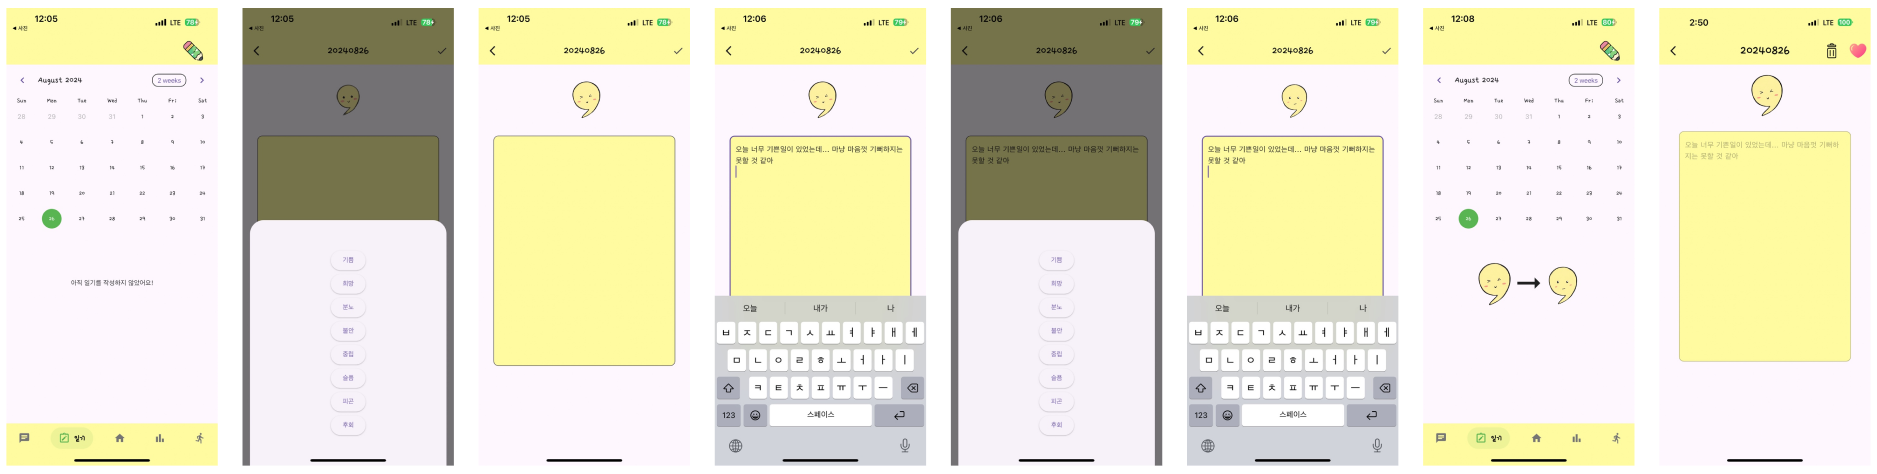 12:05
LTE 78+
◀ 사진
August 2024
2 weeks
Sun Mon Tue Wed Thu Fri Sat
28 29 30 31 1 2 3
4 5 6 7 8 9 10
11 12 13 14 15 16 17
18 19 20 21 22 23 24
25 26 27 28 29 30 31
아직 일기를 작성하지 않았어요!
일기
12:05
LTE 78+
◀ 사진
20240826
기쁨
희망
분노
불만
중립
슬픔
피곤
후회
12:05
LTE 78+
◀ 사진
20240826
12:06
LTE 79+
◀ 사진
20240826
오늘 너무 기쁜일이 있었는데... 마냥 마음껏 기뻐하지는
못할 것 같아
오늘 내가 나
ㅂ ㅈ ㄷ ㄱ ㅅ ㅛ ㅕ ㅑ ㅐ ㅔ
ㅁ ㄴ ㅇ ㄹ ㅎ ㅗ ㅓ ㅏ ㅣ
ㅋ ㅌ ㅊ ㅍ ㅠ ㅜ ㅡ
123 스페이스
12:06
LTE 79+
◀ 사진
20240826
오늘 너무 기쁜일이 있었는데... 마냥 마음껏 기뻐하지는
못할 것 같아
기쁨
희망
분노
불만
중립
슬픔
피곤
후회
12:06
LTE 79+
◀ 사진
20240826
오늘 너무 기쁜일이 있었는데... 마냥 마음껏 기뻐하지는
못할 것 같아
오늘 내가 나
ㅂ ㅈ ㄷ ㄱ ㅅ ㅛ ㅕ ㅑ ㅐ ㅔ
ㅁ ㄴ ㅇ ㄹ ㅎ ㅗ ㅓ ㅏ ㅣ
ㅋ ㅌ ㅊ ㅍ ㅠ ㅜ ㅡ
123 스페이스
12:08
LTE 80+
◀ 사진
August 2024
2 weeks
Sun Mon Tue Wed Thu Fri Sat
28 29 30 31 1 2 3
4 5 6 7 8 9 10
11 12 13 14 15 16 17
18 19 20 21 22 23 24
25 26 27 28 29 30 31
일기
2:50
LTE 100
20240826
오늘 너무 기쁜일이 있었는데... 마냥 마음껏 기뻐하
지는 못할 것 같아